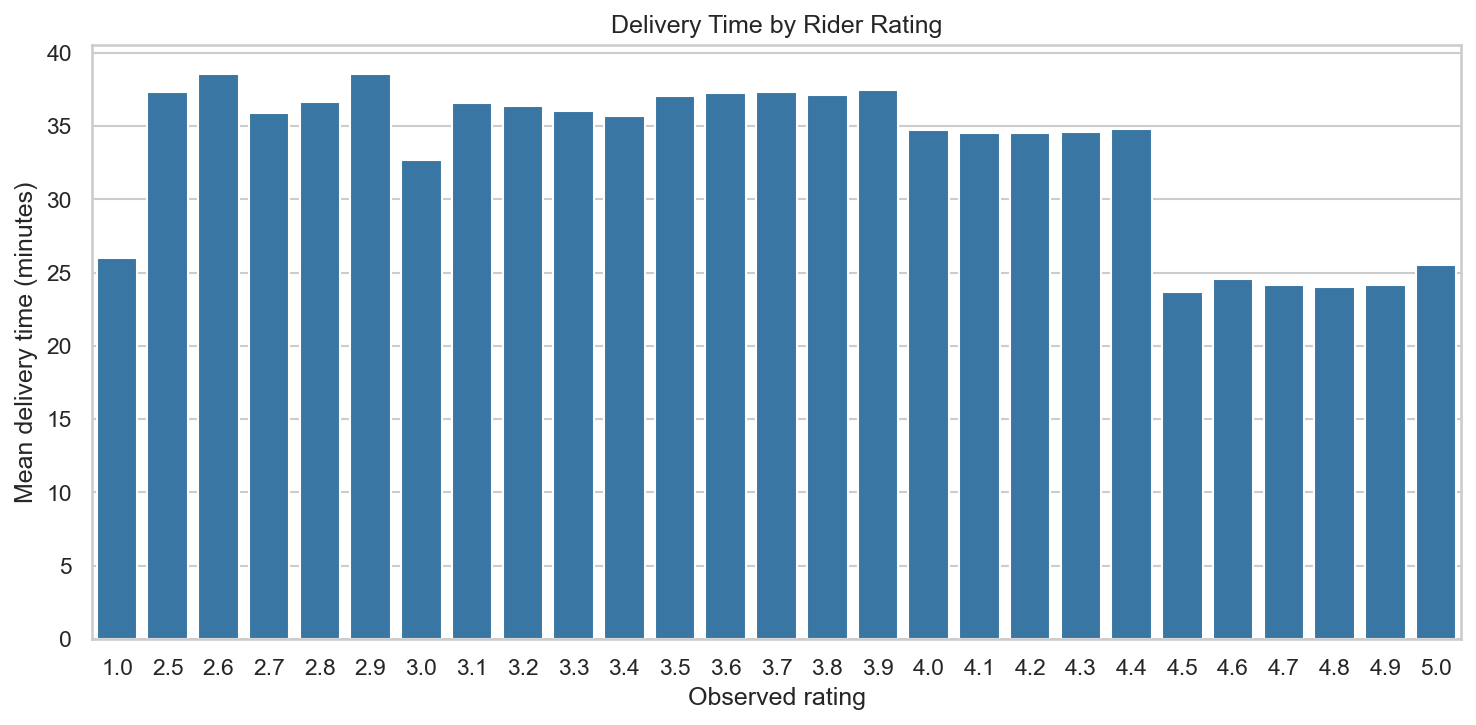 Delivery Time by Rider Rating
Mean delivery time (minutes)
40
35
30
25
20
15
10
5
0
1.0 2.5 2.6 2.7 2.8 2.9 3.0 3.1 3.2 3.3 3.4 3.5 3.6 3.7 3.8 3.9 4.0 4.1 4.2 4.3 4.4 4.5 4.6 4.7 4.8 4.9 5.0
Observed rating